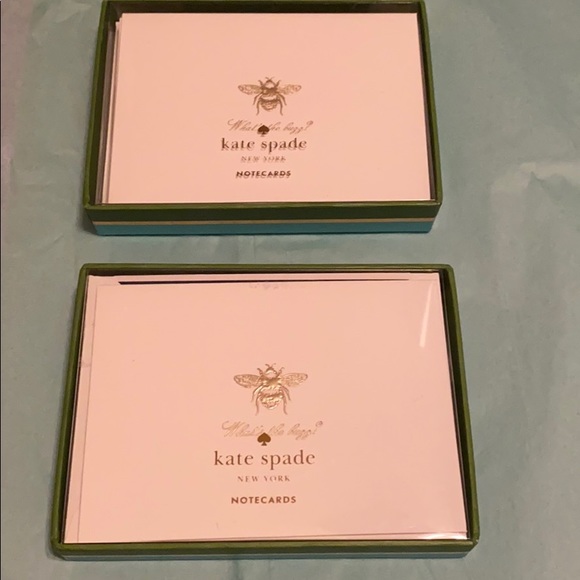 What's the buzz?
kate spade
NEW YORK
NOTECARDS
What's the buzz?
kate spade
NEW YORK
NOTECARDS